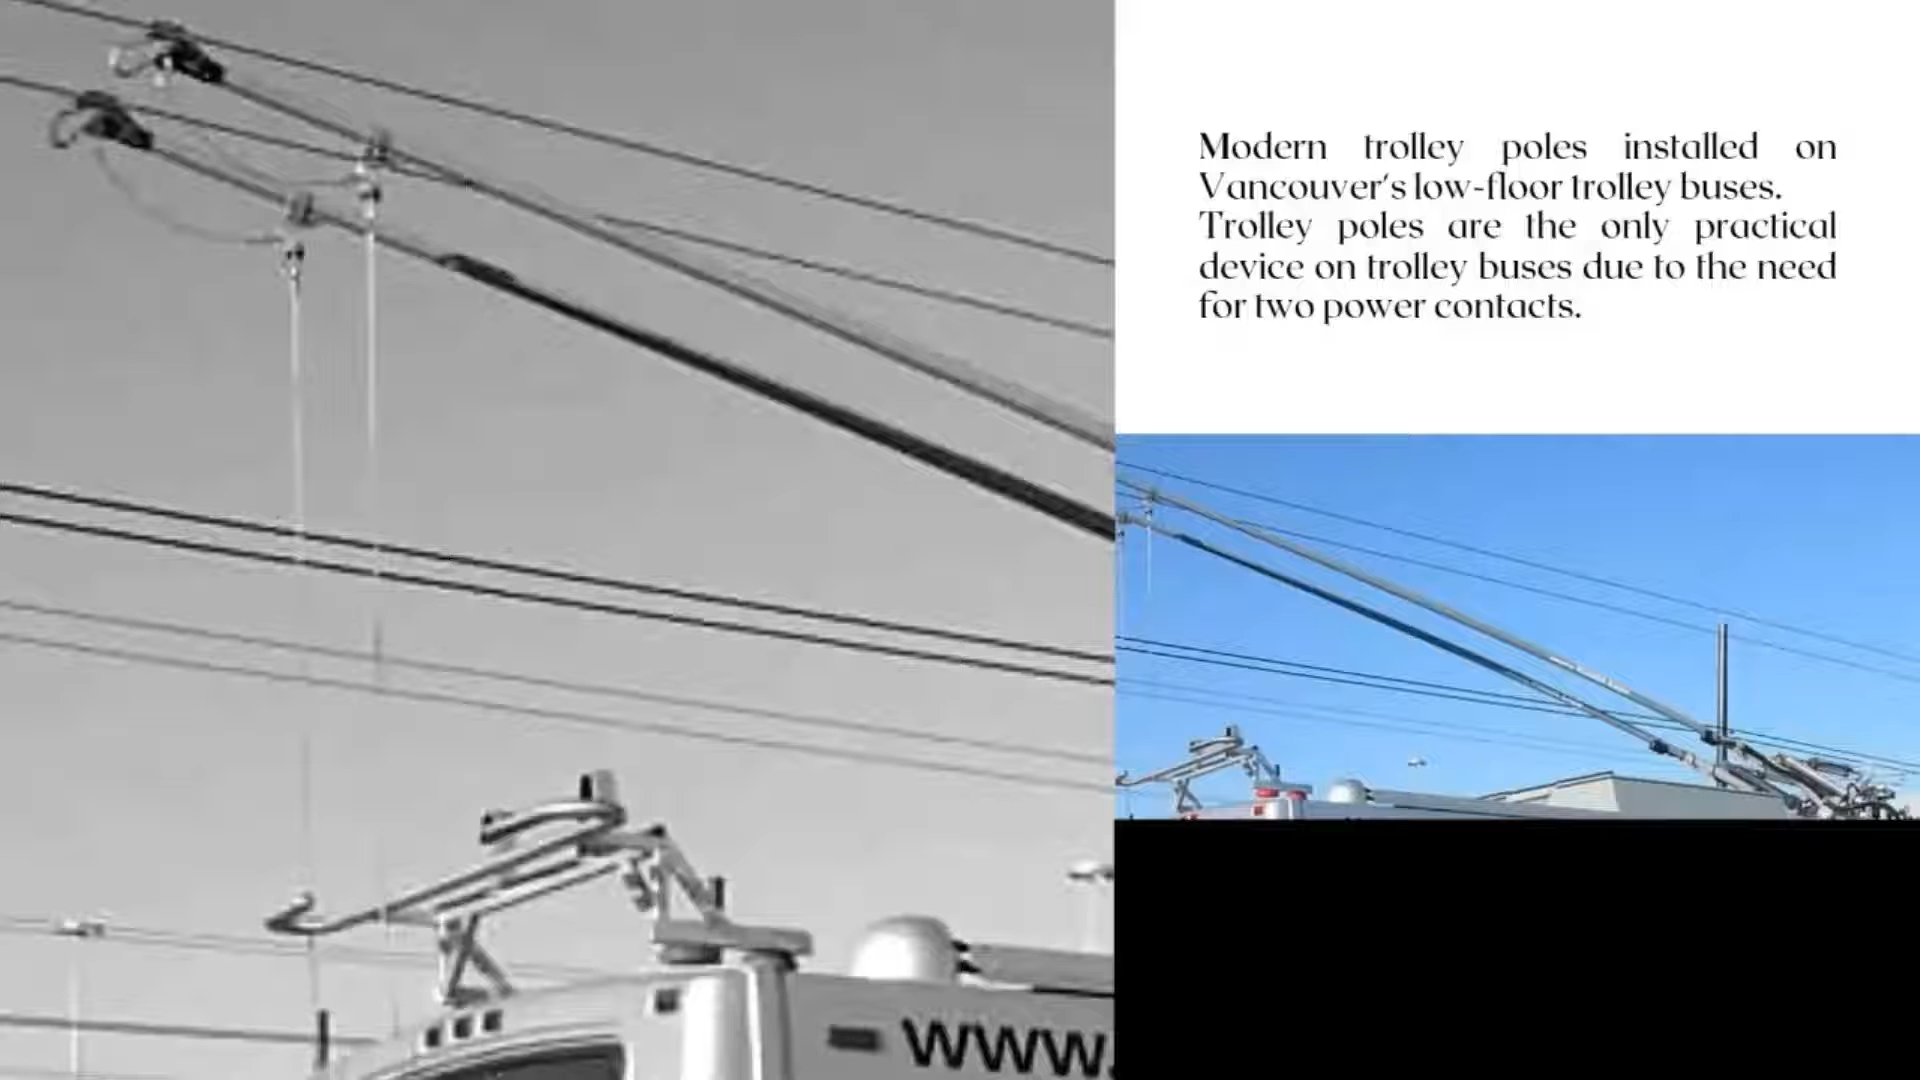 Modern trolley poles installed on
Vancouver's low-floor trolley buses.
Trolley poles are the only practical
device on trolley buses due to the need
for two power contacts.
www.